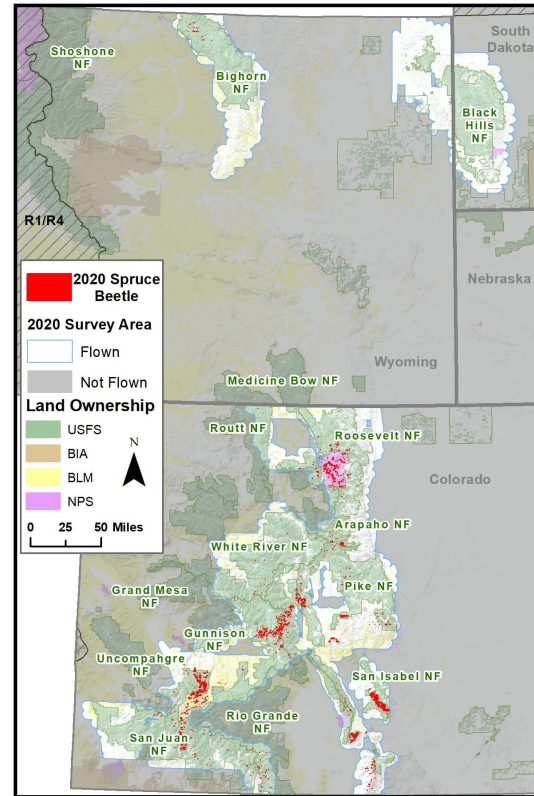 Shoshone
NF
Bighorn
NF
South
Dakota
Black
Hills
NF
R1/R4
Nebraska
Wyoming
2020 Spruce
Beetle
2020 Survey Area
Flown
Not Flown
Land Ownership
USFS
BIA
BLM
NPS
N
0 25 50 Miles
Medicine Bow NF
Routt NF
Roosevelt NF
Colorado
Arapaho NF
White River NF
Grand Mesa
NF
Pike NF
Gunnison
NF
Uncompahgre
NF
San Isabel NF
Rio Grande
NF
San Juan
NF